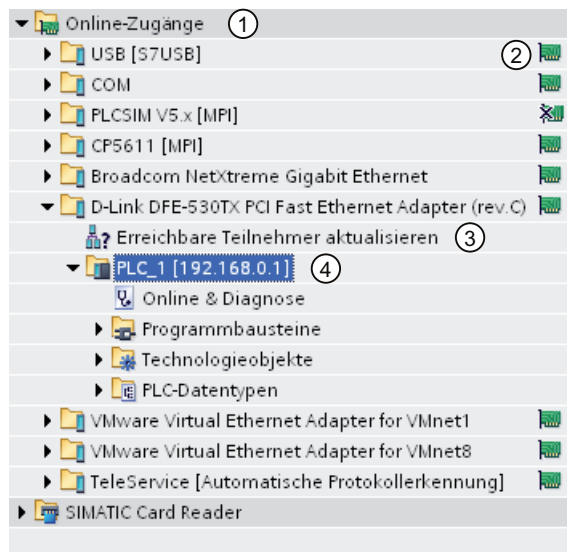 Online-Zugänge ①
USB [S7USB] ②
COM
PLCSIM V5.x [MPI]
CP5611 [MPI]
Broadcom NetXtreme Gigabit Ethernet
D-Link DFE-530TX PCI Fast Ethernet Adapter (rev.C)
Erreichbare Teilnehmer aktualisieren ③
PLC_1 [192.168.0.1] ④
Online & Diagnose
Programmbausteine
Technologieobjekte
PLC-Datentypen
VMware Virtual Ethernet Adapter for VMnet1
VMware Virtual Ethernet Adapter for VMnet8
TeleService [Automatische Protokollerkennung]
SIMATIC Card Reader